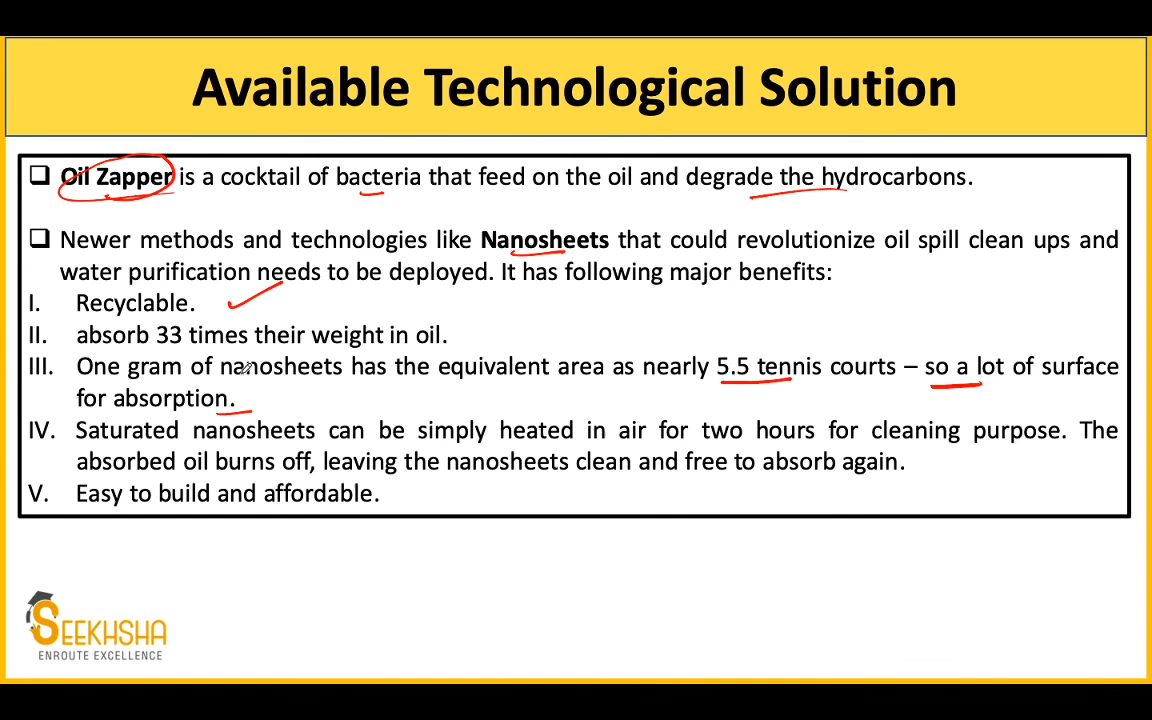 Available Technological Solution
❑ Oil Zapper is a cocktail of bacteria that feed on the oil and degrade the hydrocarbons.
❑ Newer methods and technologies like Nanosheets that could revolutionize oil spill clean ups and
water purification needs to be deployed. It has following major benefits:
I. Recyclable.
II. absorb 33 times their weight in oil.
III. One gram of nanosheets has the equivalent area as nearly 5.5 tennis courts – so a lot of surface
for absorption.
IV. Saturated nanosheets can be simply heated in air for two hours for cleaning purpose. The
absorbed oil burns off, leaving the nanosheets clean and free to absorb again.
V. Easy to build and affordable.
SEEKHSHA
ENROUTE EXCELLENCE